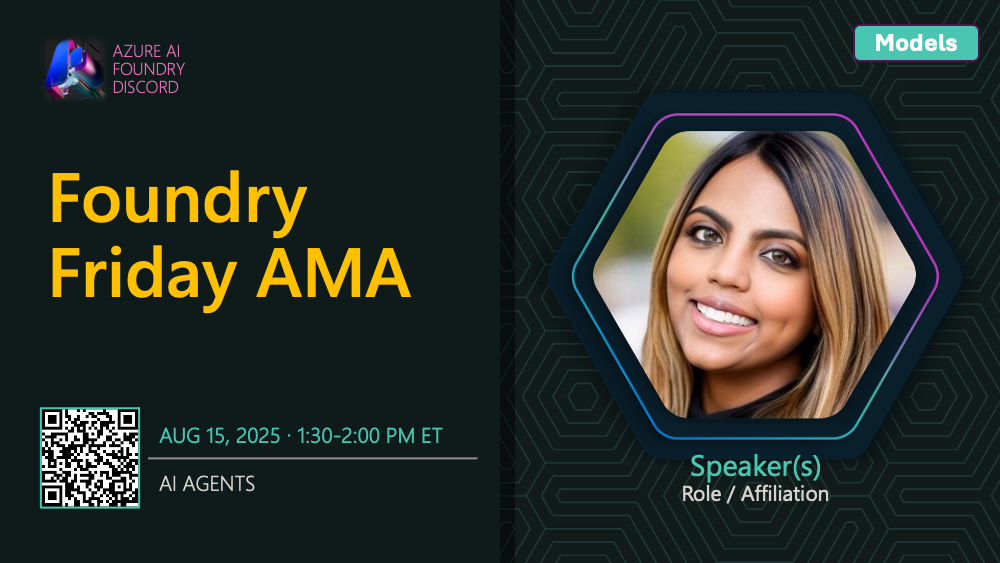 AZURE AI
FOUNDRY
DISCORD
Models
Foundry
Friday AMA
AUG 15, 2025 · 1:30-2:00 PM ET
AI AGENTS
Speaker(s)
Role / Affiliation